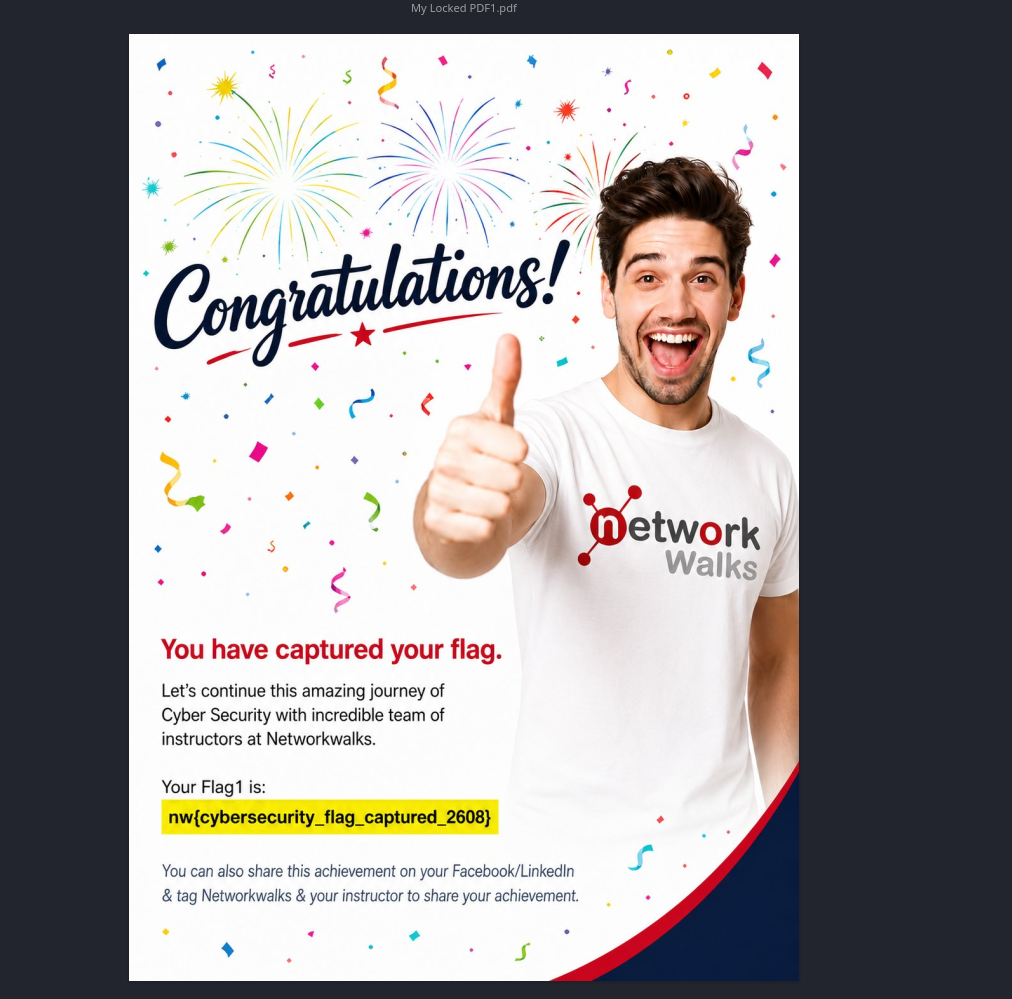 My Locked PDF1.pdf
Congratulations!
network
Walks
You have captured your flag.
Let's continue this amazing journey of
Cyber Security with incredible team of
instructors at Networkwalks.
Your Flag1 is:
nw{cybersecurity_flag_captured_2608}
You can also share this achievement on your Facebook/LinkedIn
& tag Networkwalks & your instructor to share your achievement.